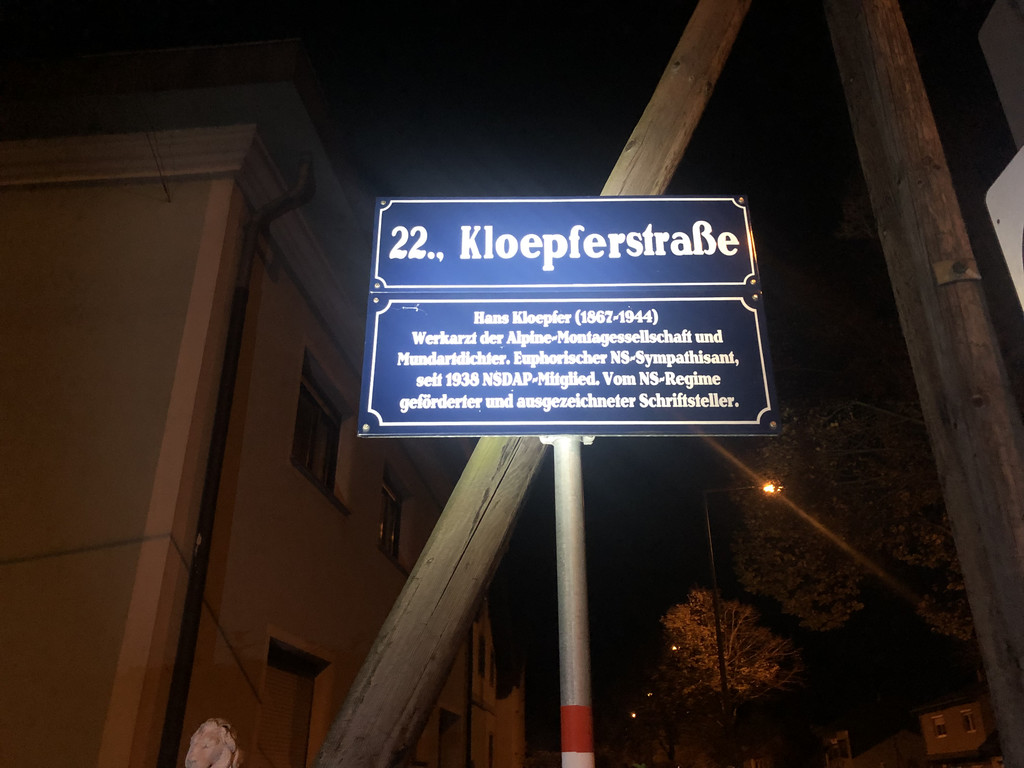 22., Kloepferstraße
Hans Kloepfer (1867-1944)
Werkarzt der Alpine-Montagessellschaft und
Mundartdichter. Euphorischer NS-Sympathisant,
seit 1938 NSDAP-Mitglied. Vom NS-Regime
geförderter und ausgezeichneter Schriftsteller.